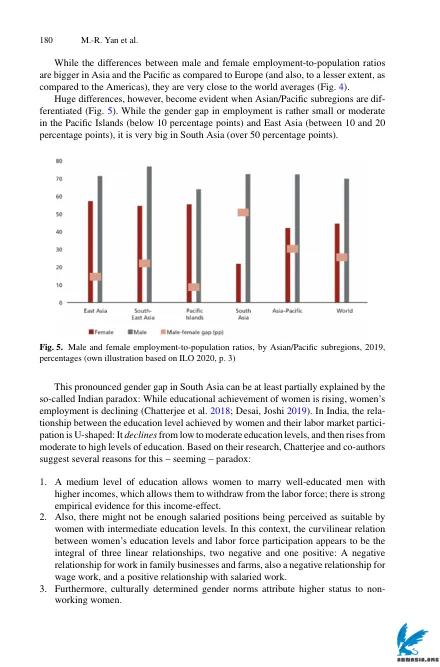 180 M.-R. Yan et al.
While the differences between male and female employment-to-population ratios
are bigger in Asia and the Pacific as compared to Europe (and also, to a lesser extent, as
compared to the Americas), they are very close to the world averages (Fig. 4).
Huge differences, however, become evident when Asian/Pacific subregions are dif-
ferentiated (Fig. 5). While the gender gap in employment is rather small or moderate
in the Pacific Islands (below 10 percentage points) and East Asia (between 10 and 20
percentage points), it is very big in South Asia (over 50 percentage points).
80
70
60
50
40
30
20
10
0
East Asia
South-
East Asia
Pacific
Islands
South
Asia
Asia-Pacific
World
Female Male Male-female gap (pp)
Fig. 5. Male and female employment-to-population ratios, by Asian/Pacific subregions, 2019,
percentages (own illustration based on ILO 2020, p. 3)
This pronounced gender gap in South Asia can be at least partially explained by the
so-called Indian paradox: While educational achievement of women is rising, women's
employment is declining (Chatterjee et al. 2018; Desai, Joshi 2019). In India, the rela-
tionship between the education level achieved by women and their labor market partici-
pation is U-shaped: It declines from low to moderate education levels, and then rises from
moderate to high levels of education. Based on their research, Chatterjee and co-authors
suggest several reasons for this – seeming – paradox:
1. A medium level of education allows women to marry well-educated men with
higher incomes, which allows them to withdraw from the labor force; there is strong
empirical evidence for this income-effect.
2. Also, there might not be enough salaried positions being perceived as suitable by
women with intermediate education levels. In this context, the curvilinear relation
between women's education levels and labor force participation appears to be the
integral of three linear relationships, two negative and one positive: A negative
relationship for work in family businesses and farms, also a negative relationship for
wage work, and a positive relationship with salaried work.
3. Furthermore, culturally determined gender norms attribute higher status to non-
working women.